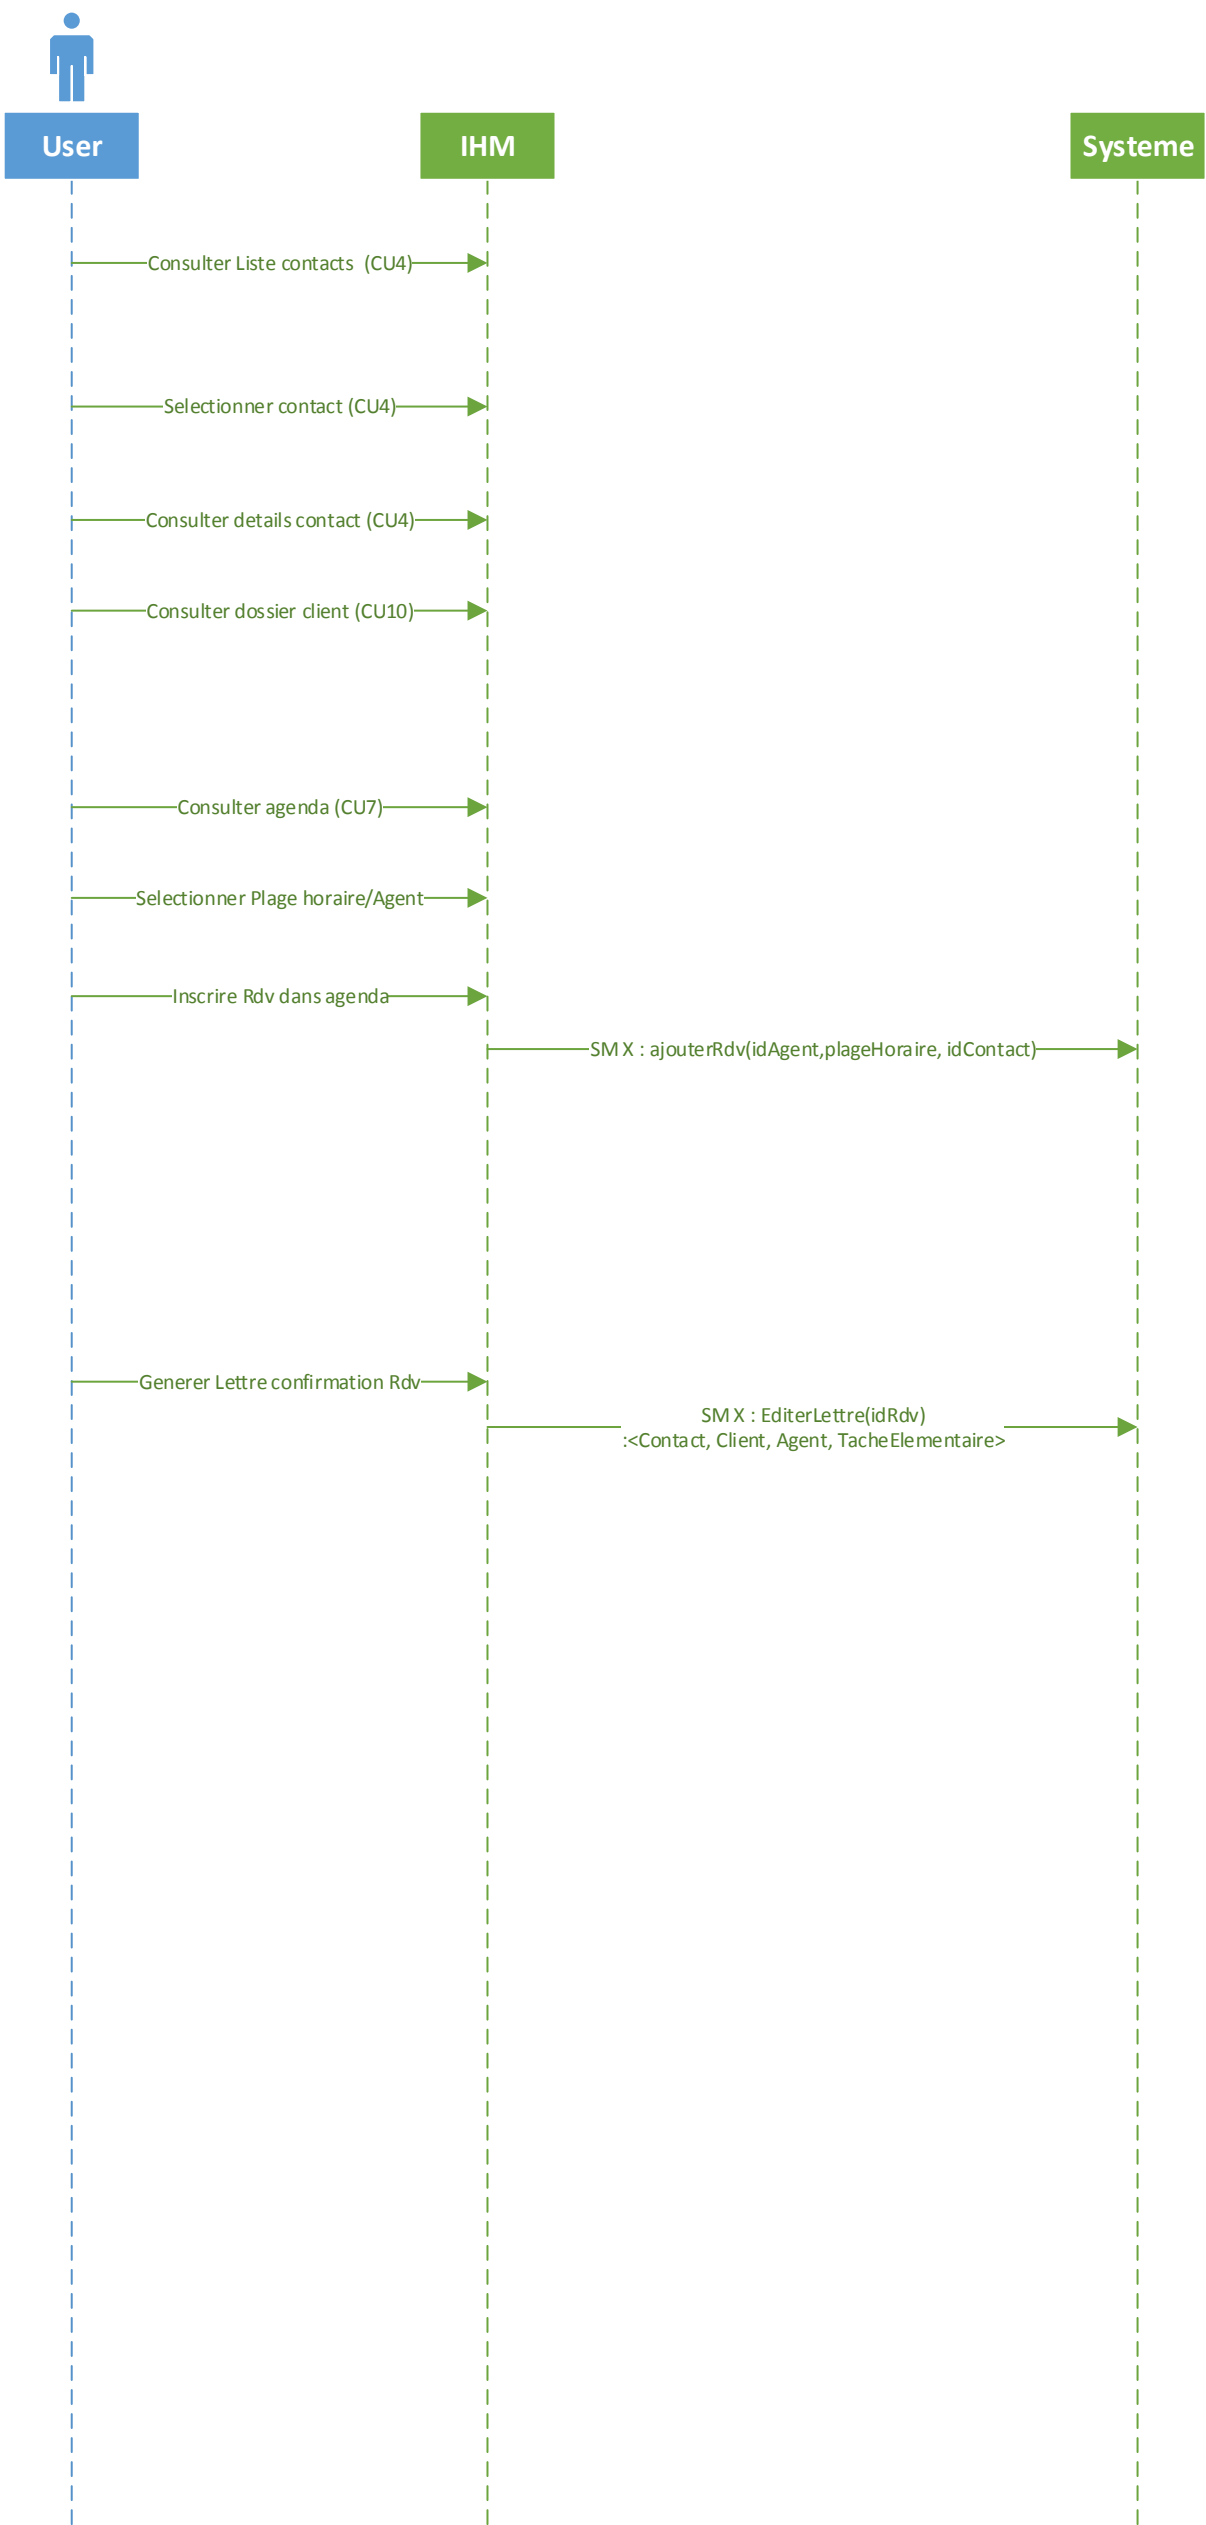 User
IHM
Systeme
Consulter Liste contacts (CU4)
Selectionner contact (CU4)
Consulter details contact (CU4)
Consulter dossier client (CU10)
Consulter agenda (CU7)
Selectionner Plage horaire/Agent
Inscrire Rdv dans agenda
SMX : ajouterRdv(idAgent,plageHoraire, idContact)
Generer Lettre confirmation Rdv
SMX : EditerLettre(idRdv)
:<Contact, Client, Agent, TacheElementaire>